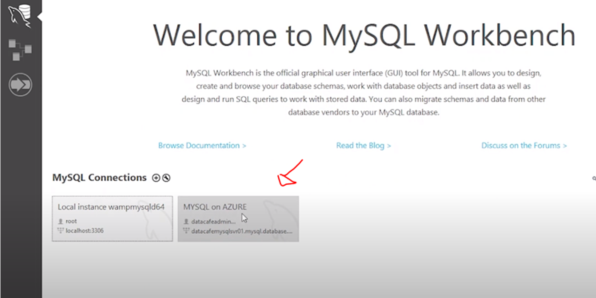 Welcome to MySQL Workbench
MySQL Workbench is the official graphical user interface (GUI) tool for MySQL. It allows you to design,
create and browse your database schemas, work with database objects and insert data as well as
design and run SQL queries to work with stored data. You can also migrate schemas and data from other
database vendors to your MySQL database.
Browse Documentation >
Read the Blog >
Discuss on the Forums >
MySQL Connections
Local instance wampmysqld64
root
localhost:3306
MYSQL on AZURE
datacafeadmin...
datacafemysqlsvr01.mysql.database...